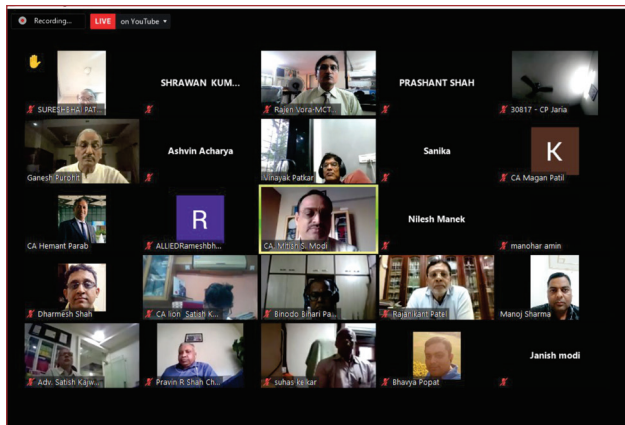 Recording...
LIVE on YouTube
SURESHBHAI PAT...
SHRAWAN KUM...
Rajen Vora-MCT...
PRASHANT SHAH
30817 - CP Jaria
Ganesh Purohit
Ashvin Acharya
Vinayak Patkar
Sanika
K
CA Magan Patil
CA Hemant Parab
R
ALLIEDRameshbh...
CA. Mitish S. Modi
Nilesh Manek
manohar amin
Dharmesh Shah
CA lion Satish K...
Binodo Bihari Pa...
Rajanikant Patel
Manoj Sharma
Adv. Satish Kajw...
Pravin R Shah Ch...
suhas kelkar
Bhavya Popat
Janish modi